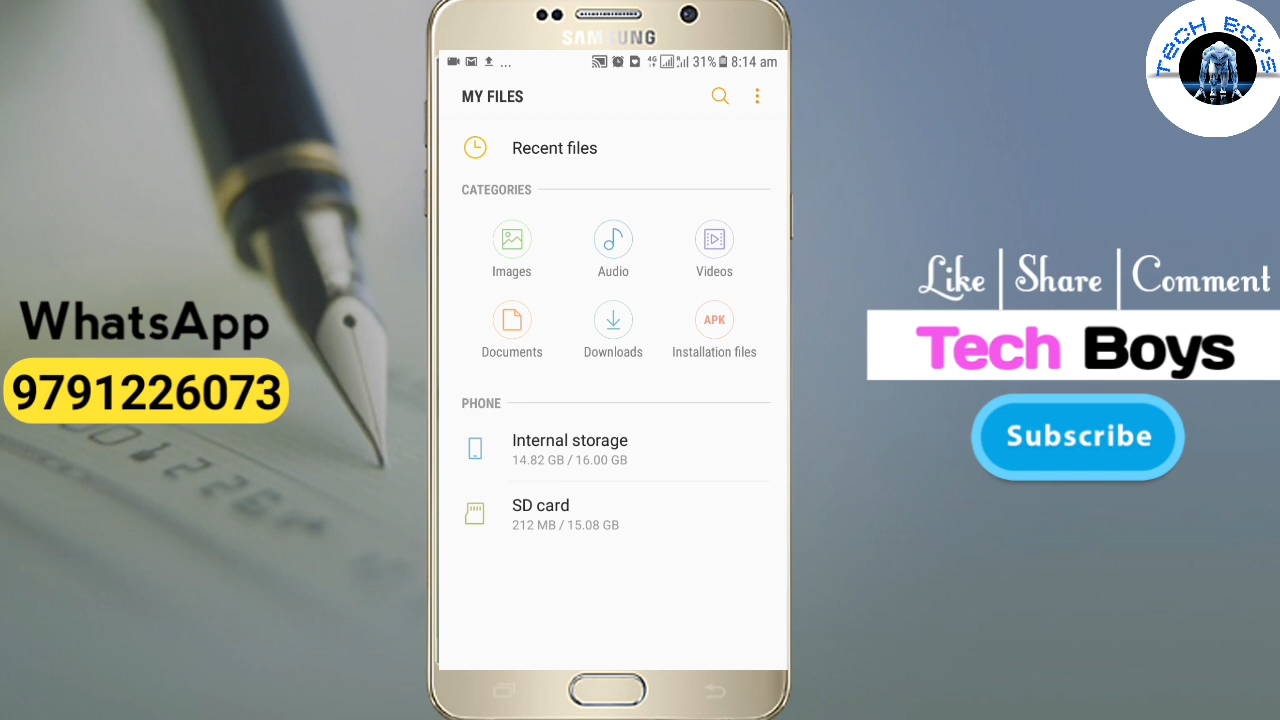 TECH BOYS
SAMSUNG
... 4G 31% 8:14 am
MY FILES
Recent files
CATEGORIES
Images Audio Videos
APK
Documents Downloads Installation files
PHONE
Internal storage
14.82 GB / 16.00 GB
SD card
212 MB / 15.08 GB
WhatsApp
9791226073
Like | Share | Comment
Tech Boys
Subscribe